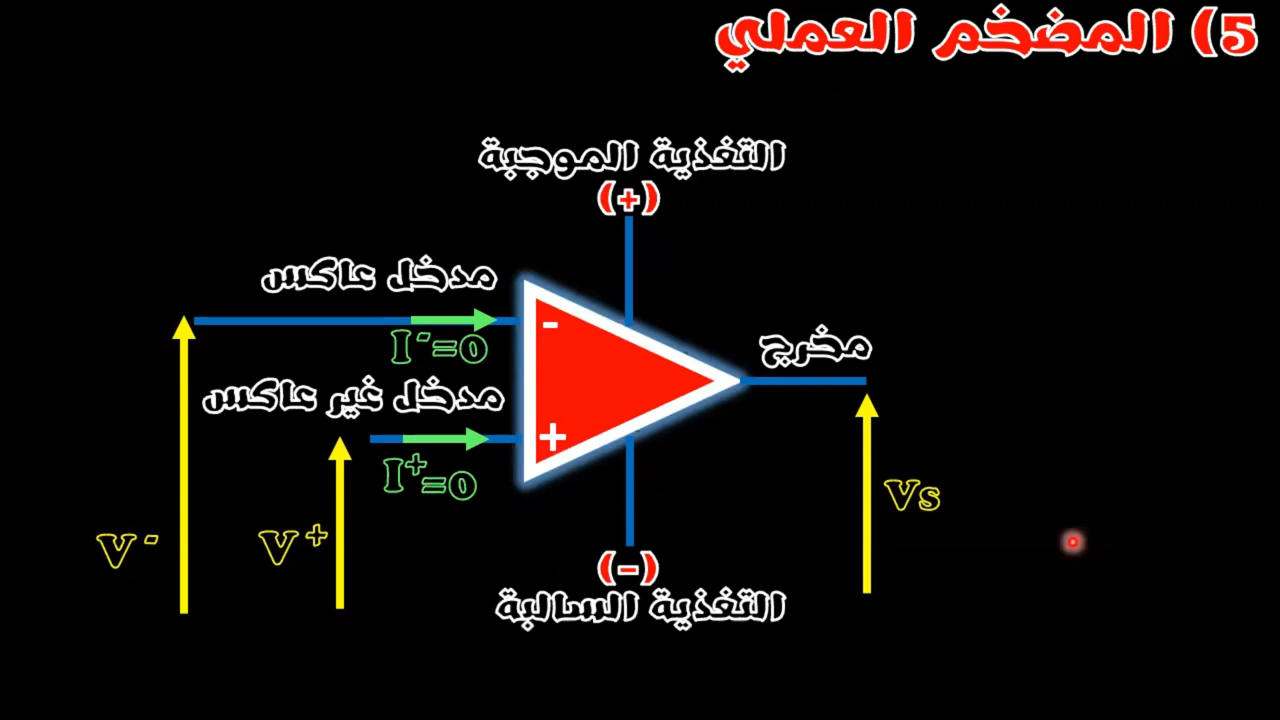 5) المضخم العملي
التغذية الموجبة
(+)
مدخل عاكس
-
I⁻=0
مخرج
مدخل غير عاكس
+
I⁺=0
Vs
V⁻
V⁺
(-)
التغذية السالبة